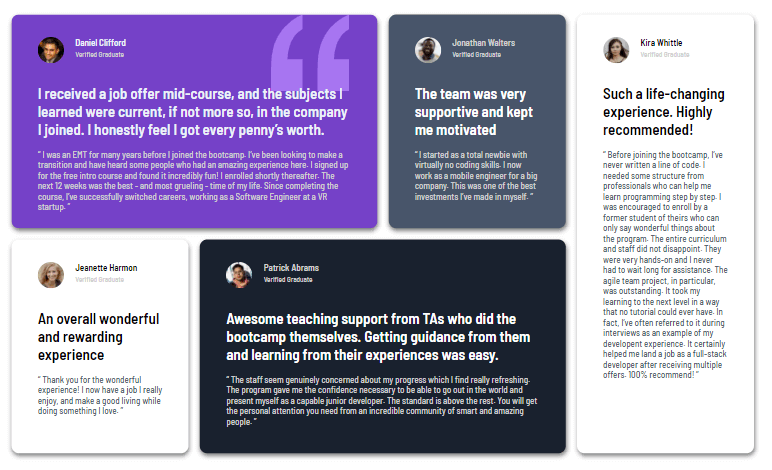 Daniel Clifford
Verified Graduate
I received a job offer mid-course, and the subjects I
learned were current, if not more so, in the company
I joined. I honestly feel I got every penny's worth.
“ I was an EMT for many years before I joined the bootcamp. I've been looking to make a
transition and have heard some people who had an amazing experience here. I signed up
for the free intro course and found it incredibly fun! I enrolled shortly thereafter. The
next 12 weeks was the best - and most grueling - time of my life. Since completing the
course, I've successfully switched careers, working as a Software Engineer at a VR
startup. ”
Jonathan Walters
Verified Graduate
The team was very
supportive and kept
me motivated
“ I started as a total newbie with
virtually no coding skills. I now
work as a mobile engineer for a big
company. This was one of the best
investments I've made in myself. ”
Kira Whittle
Verified Graduate
Such a life-changing
experience. Highly
recommended!
“ Before joining the bootcamp, I've
never written a line of code. I
needed some structure from
professionals who can help me
learn programming step by step. I
was encouraged to enroll by a
former student of theirs who can
only say wonderful things about
the program. The entire curriculum
and staff did not disappoint. They
were very hands-on and I never
had to wait long for assistance. The
agile team project, in particular,
was outstanding. It took my
learning to the next level in a way
that no tutorial could ever have. In
fact, I've often referred to it during
interviews as an example of my
developent experience. It certainly
helped me land a job as a full-stack
developer after receiving multiple
offers. 100% recommend! ”
Jeanette Harmon
Verified Graduate
An overall wonderful
and rewarding
experience
“ Thank you for the wonderful
experience! I now have a job I really
enjoy, and make a good living while
doing something I love. ”
Patrick Abrams
Verified Graduate
Awesome teaching support from TAs who did the
bootcamp themselves. Getting guidance from them
and learning from their experiences was easy.
“ The staff seem genuinely concerned about my progress which I find really refreshing.
The program gave me the confidence necessary to be able to go out in the world and
present myself as a capable junior developer. The standard is above the rest. You will get
the personal attention you need from an incredible community of smart and amazing
people. ”